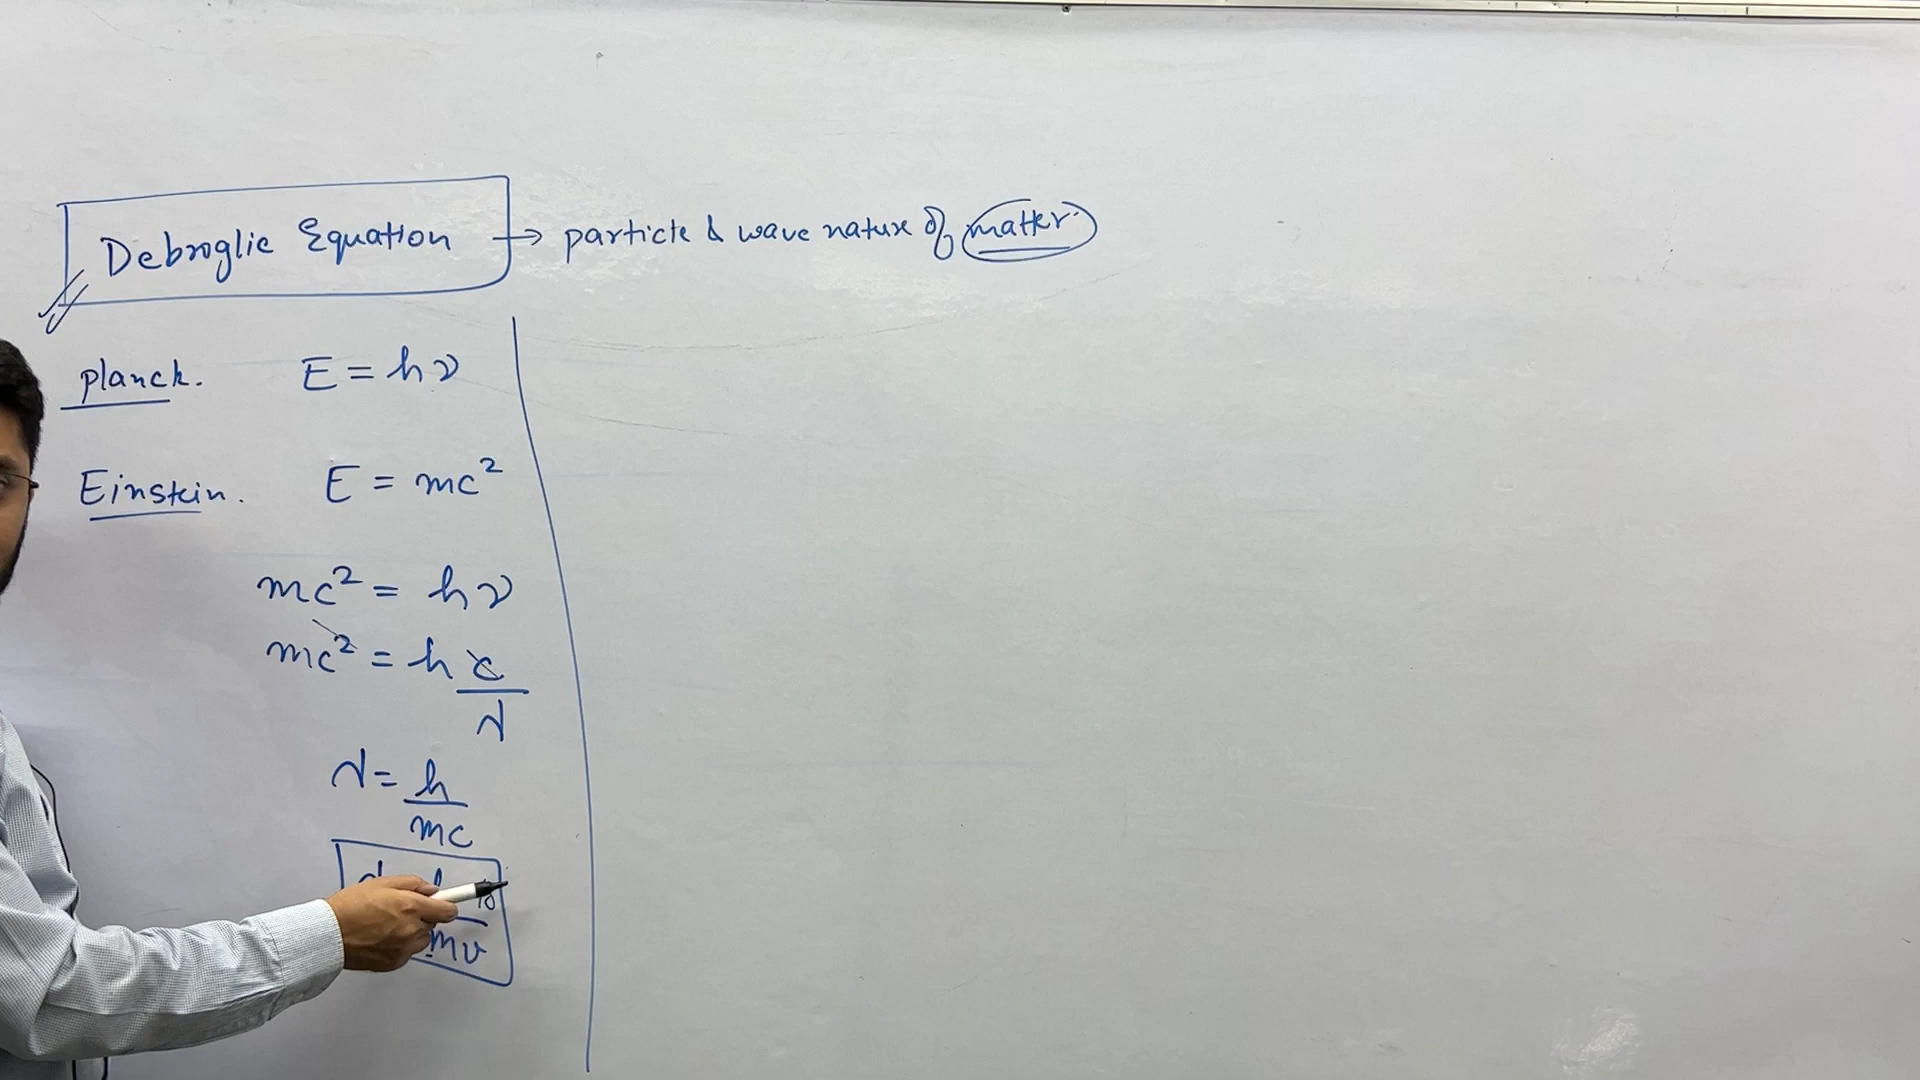 Debroglie Equation → particle & wave nature of matter.
planck. E = hν
Einstein. E = mc²
mc² = hν
mc² = h c/λ
λ = h/mc
mv